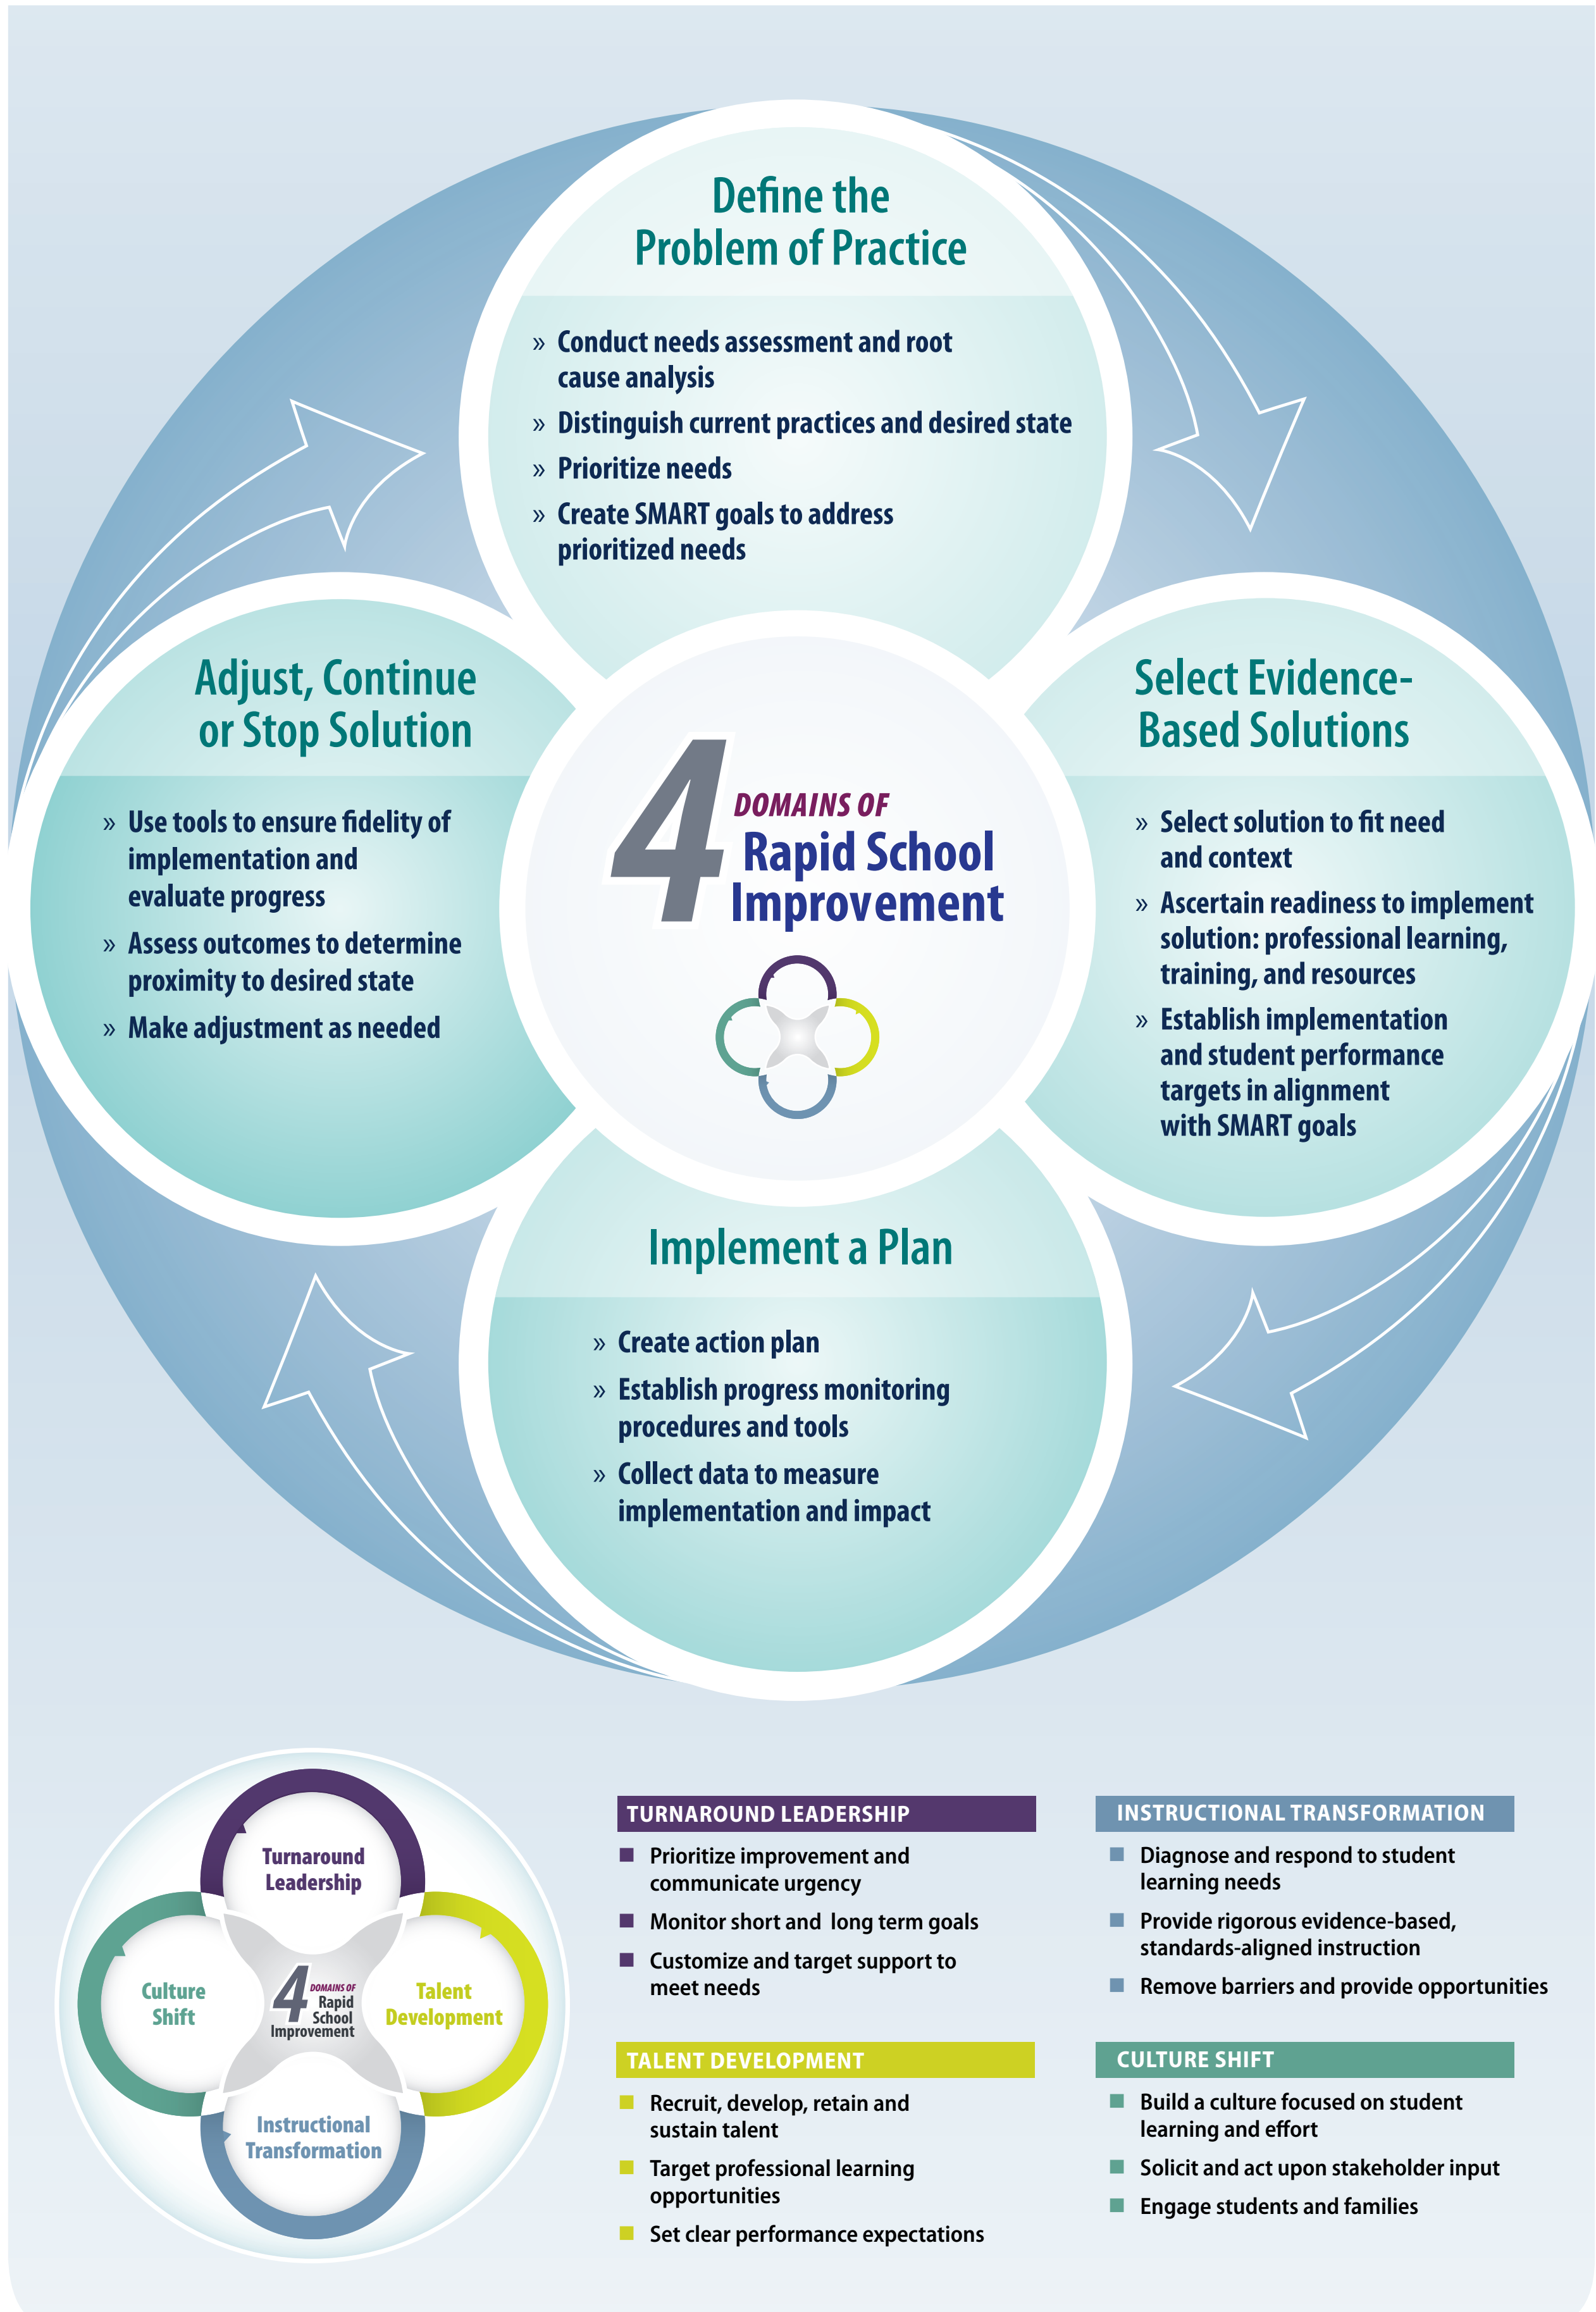 Define the
Problem of Practice
» Conduct needs assessment and root
cause analysis
» Distinguish current practices and desired state
» Prioritize needs
» Create SMART goals to address
prioritized needs
Adjust, Continue
or Stop Solution
» Use tools to ensure fidelity of
implementation and
evaluate progress
» Assess outcomes to determine
proximity to desired state
» Make adjustment as needed
4 DOMAINS OF
Rapid School
Improvement
Select Evidence-
Based Solutions
» Select solution to fit need
and context
» Ascertain readiness to implement
solution: professional learning,
training, and resources
» Establish implementation
and student performance
targets in alignment
with SMART goals
Implement a Plan
» Create action plan
» Establish progress monitoring
procedures and tools
» Collect data to measure
implementation and impact
Turnaround
Leadership
Culture
Shift
4 DOMAINS OF
Rapid
School
Improvement
Talent
Development
Instructional
Transformation
TURNAROUND LEADERSHIP
Prioritize improvement and
communicate urgency
Monitor short and long term goals
Customize and target support to
meet needs
INSTRUCTIONAL TRANSFORMATION
Diagnose and respond to student
learning needs
Provide rigorous evidence-based,
standards-aligned instruction
Remove barriers and provide opportunities
TALENT DEVELOPMENT
Recruit, develop, retain and
sustain talent
Target professional learning
opportunities
Set clear performance expectations
CULTURE SHIFT
Build a culture focused on student
learning and effort
Solicit and act upon stakeholder input
Engage students and families